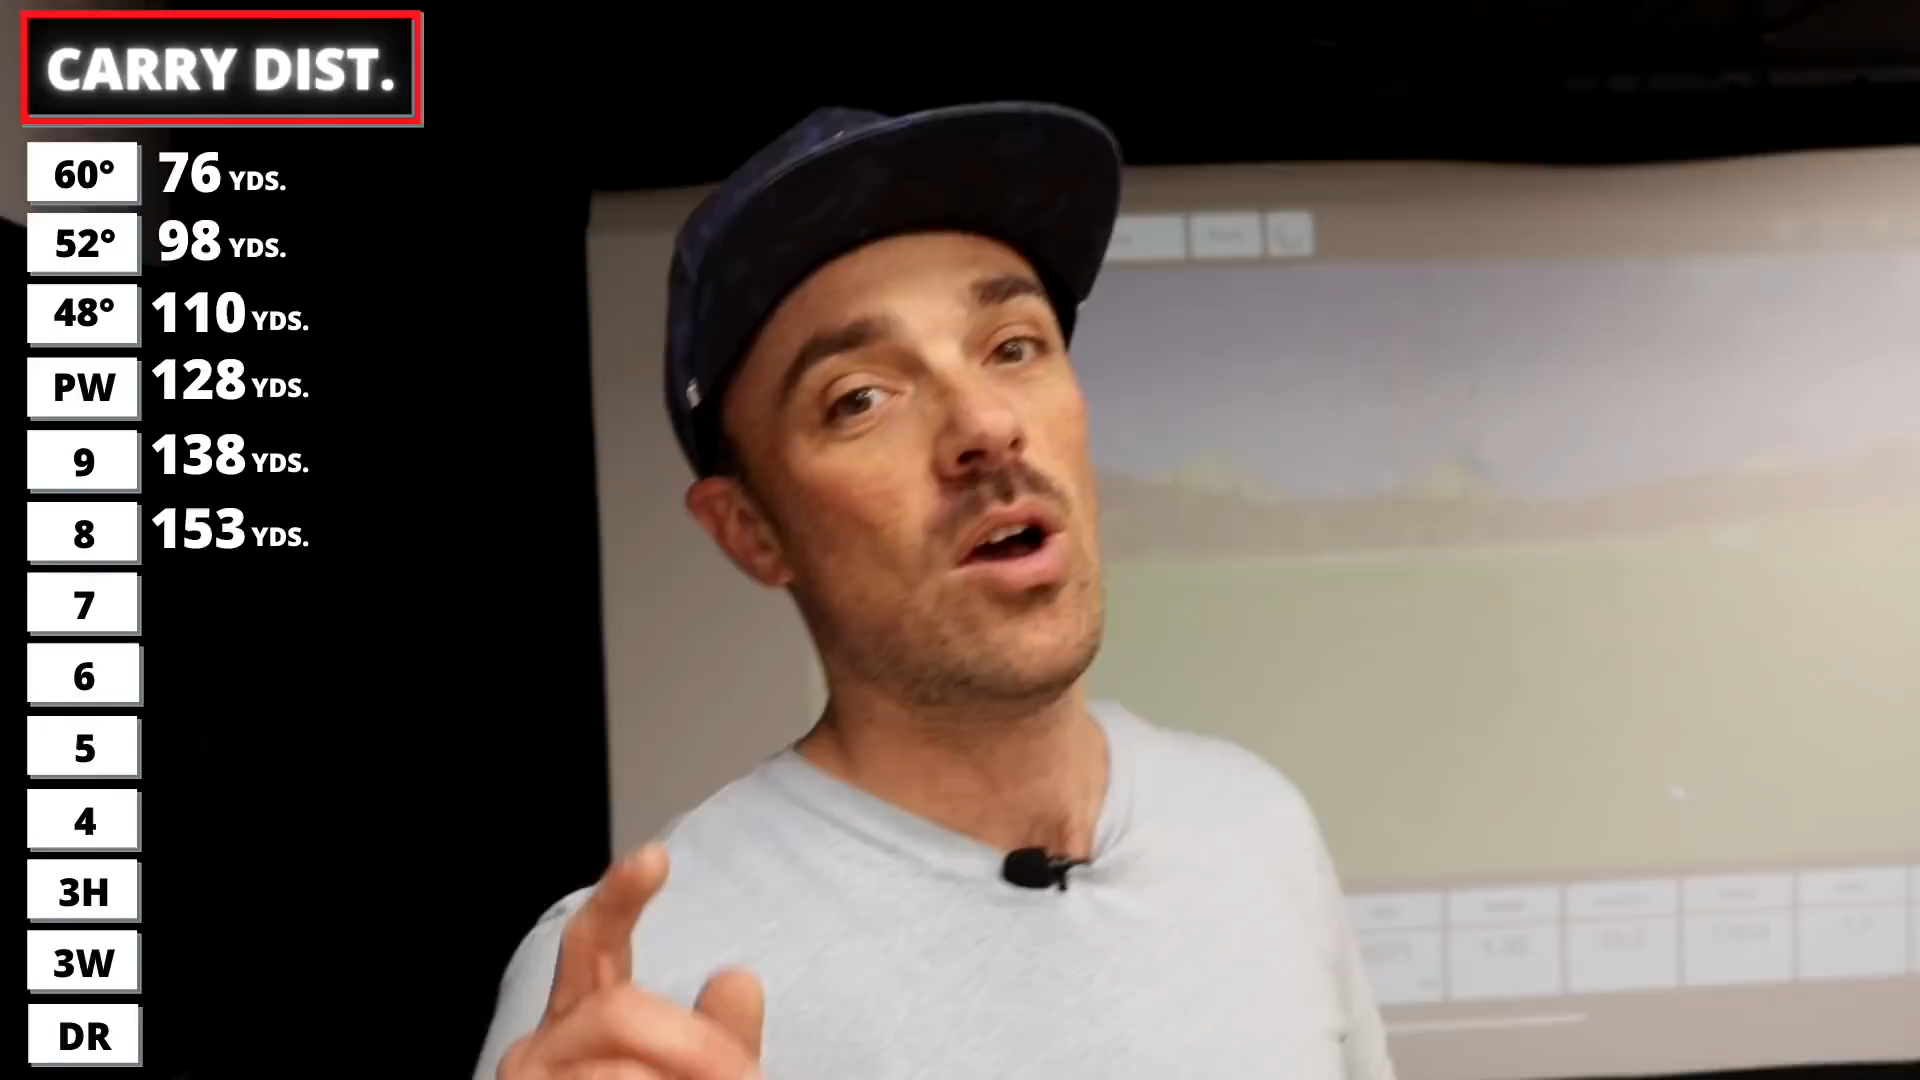 CARRY DIST.
60° 76 YDS.
52° 98 YDS.
48° 110 YDS.
PW 128 YDS.
9 138 YDS.
8 153 YDS.
7
6
5
4
3H
3W
DR